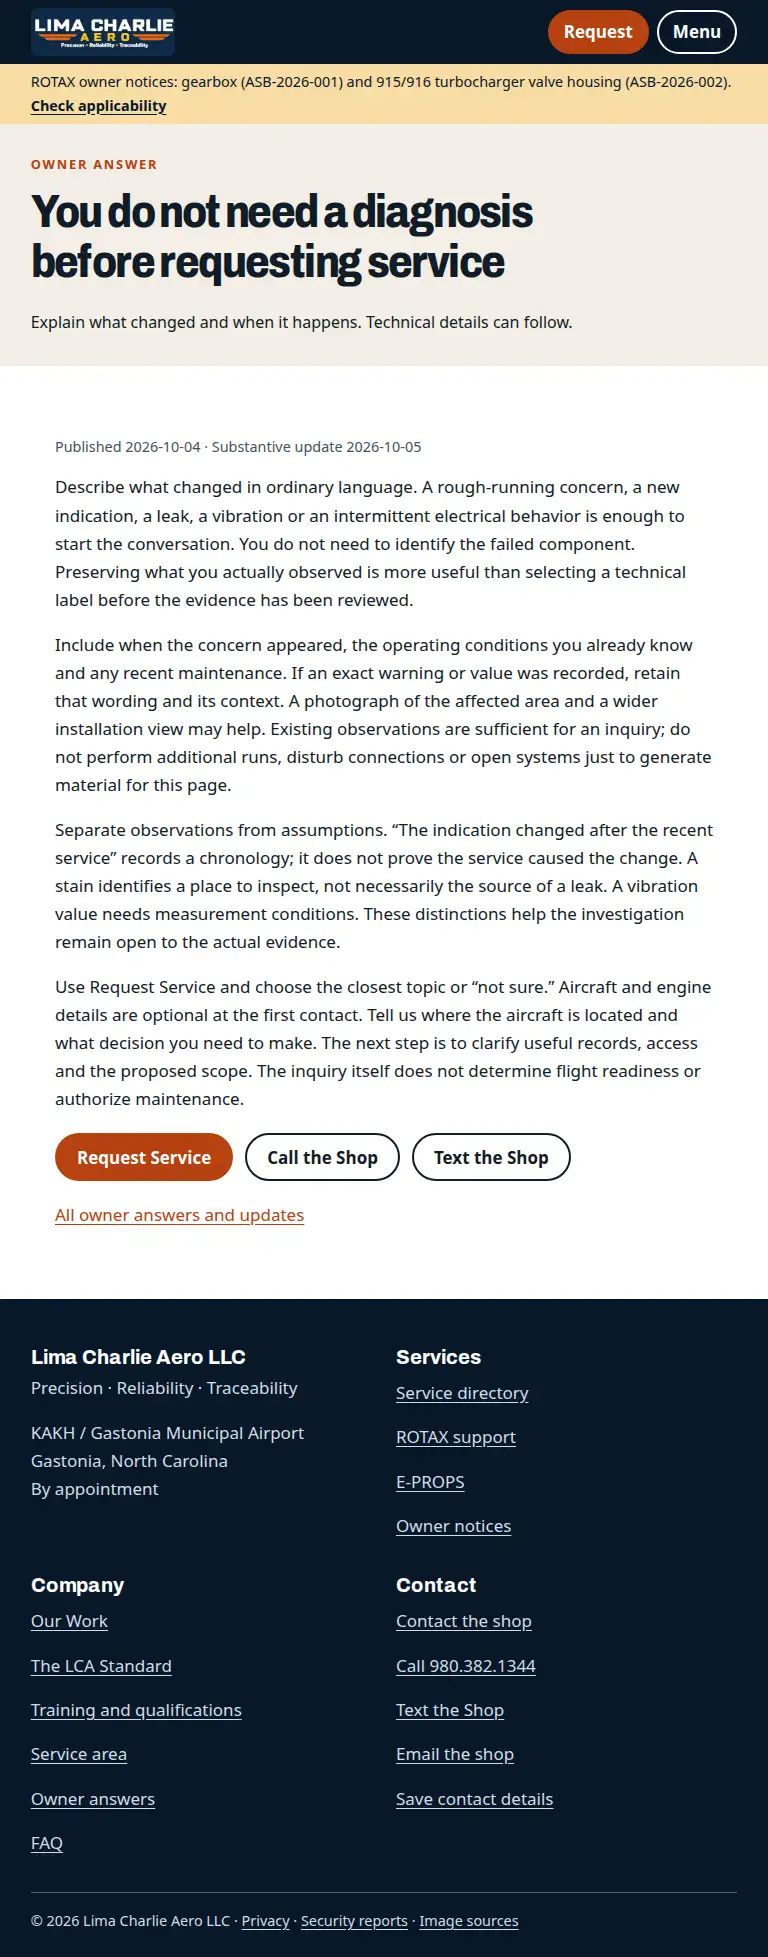 LIMA CHARLIE
AERO
Precision • Reliability • Traceability
Request
Menu
ROTAX owner notices: gearbox (ASB-2026-001) and 915/916 turbocharger valve housing (ASB-2026-002).
Check applicability
OWNER ANSWER
You do not need a diagnosis
before requesting service
Explain what changed and when it happens. Technical details can follow.
Published 2026-10-04 · Substantive update 2026-10-05
Describe what changed in ordinary language. A rough-running concern, a new
indication, a leak, a vibration or an intermittent electrical behavior is enough to
start the conversation. You do not need to identify the failed component.
Preserving what you actually observed is more useful than selecting a technical
label before the evidence has been reviewed.
Include when the concern appeared, the operating conditions you already know
and any recent maintenance. If an exact warning or value was recorded, retain
that wording and its context. A photograph of the affected area and a wider
installation view may help. Existing observations are sufficient for an inquiry; do
not perform additional runs, disturb connections or open systems just to generate
material for this page.
Separate observations from assumptions. “The indication changed after the recent
service” records a chronology; it does not prove the service caused the change. A
stain identifies a place to inspect, not necessarily the source of a leak. A vibration
value needs measurement conditions. These distinctions help the investigation
remain open to the actual evidence.
Use Request Service and choose the closest topic or “not sure.” Aircraft and engine
details are optional at the first contact. Tell us where the aircraft is located and
what decision you need to make. The next step is to clarify useful records, access
and the proposed scope. The inquiry itself does not determine flight readiness or
authorize maintenance.
Request Service
Call the Shop
Text the Shop
All owner answers and updates
Lima Charlie Aero LLC
Precision · Reliability · Traceability
KAKH / Gastonia Municipal Airport
Gastonia, North Carolina
By appointment
Services
Service directory
ROTAX support
E-PROPS
Owner notices
Company
Our Work
The LCA Standard
Training and qualifications
Service area
Owner answers
FAQ
Contact
Contact the shop
Call 980.382.1344
Text the Shop
Email the shop
Save contact details
© 2026 Lima Charlie Aero LLC · Privacy · Security reports · Image sources